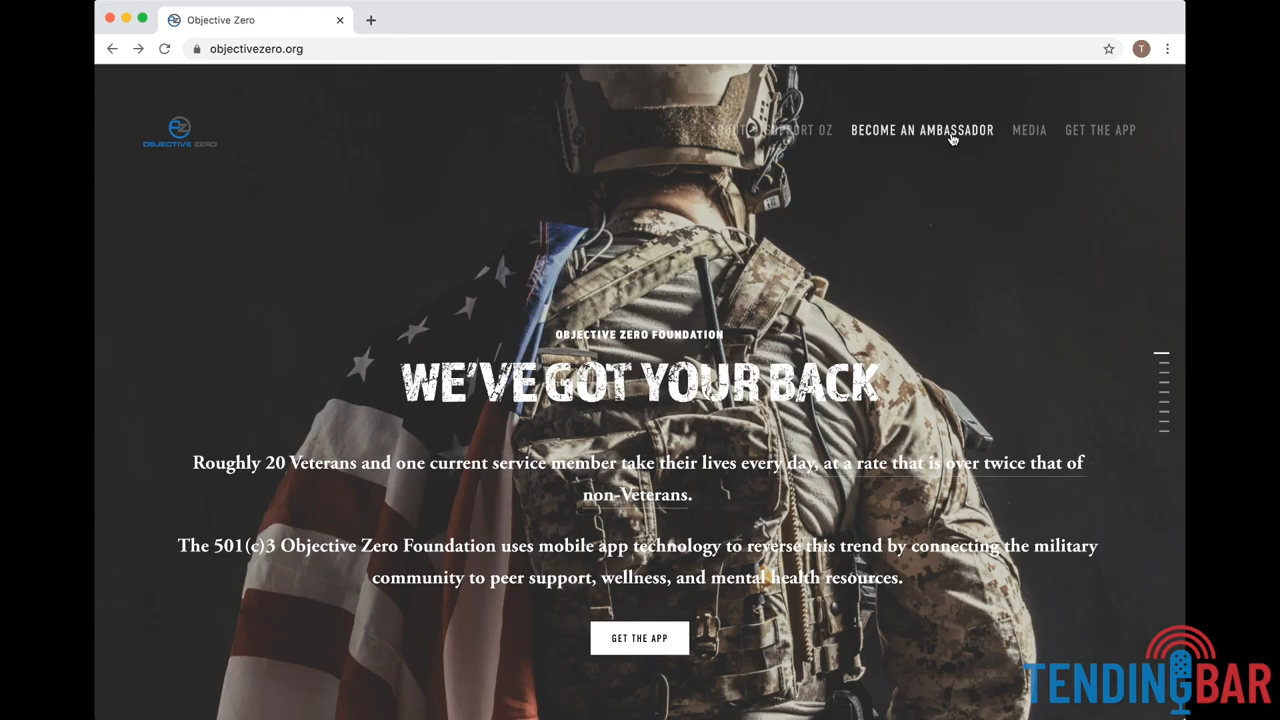 Objective Zero
objectivezero.org
T
OZ
OBJECTIVE ZERO
ABOUT SUPPORT OZ BECOME AN AMBASSADOR MEDIA GET THE APP
OBJECTIVE ZERO FOUNDATION
WE'VE GOT YOUR BACK
Roughly 20 Veterans and one current service member take their lives every day, at a rate that is over twice that of
non-Veterans.
The 501(c)3 Objective Zero Foundation uses mobile app technology to reverse this trend by connecting the military
community to peer support, wellness, and mental health resources.
GET THE APP
TENDINGBAR